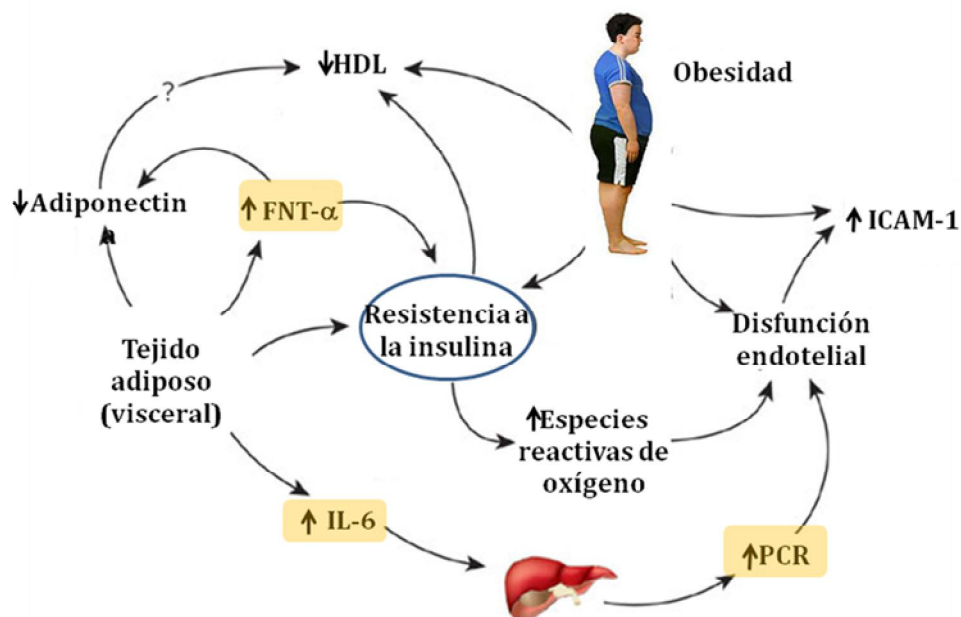 ↓HDL
Obesidad
?
↓Adiponectin
a
↑ FNT-α
↑ ICAM-1
Resistencia a
la insulina
Disfunción
endotelial
Tejido
adiposo
(visceral)
↑Especies
reactivas de
oxígeno
↑ IL-6
↑PCR